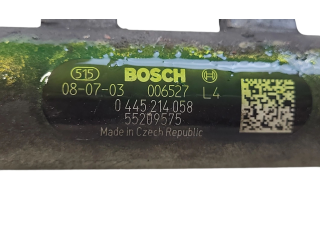 515 BOSCH
08-07-03 006527 L4
0 445 214 058
55209575
Made in Czech Republic